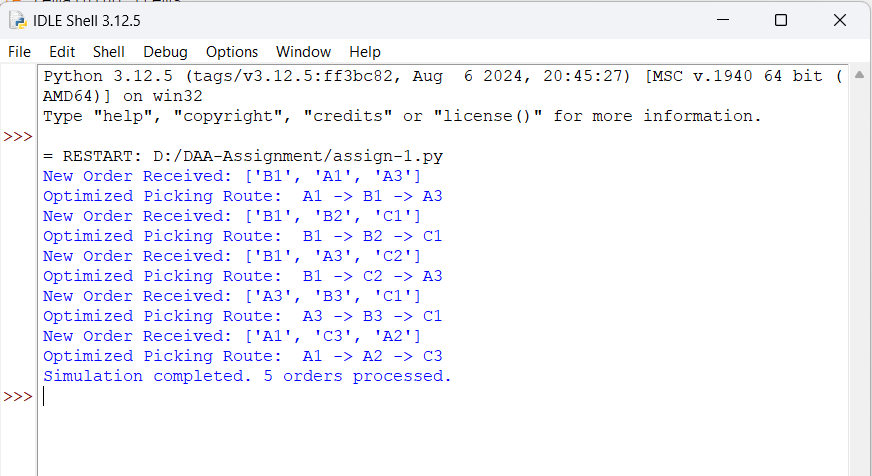 IDLE Shell 3.12.5
File Edit Shell Debug Options Window Help
Python 3.12.5 (tags/v3.12.5:ff3bc82, Aug  6 2024, 20:45:27) [MSC v.1940 64 bit (
AMD64)] on win32
Type "help", "copyright", "credits" or "license()" for more information.
>>>
= RESTART: D:/DAA-Assignment/assign-1.py
New Order Received: ['B1', 'A1', 'A3']
Optimized Picking Route:  A1 -> B1 -> A3
New Order Received: ['B1', 'B2', 'C1']
Optimized Picking Route:  B1 -> B2 -> C1
New Order Received: ['B1', 'A3', 'C2']
Optimized Picking Route:  B1 -> C2 -> A3
New Order Received: ['A3', 'B3', 'C1']
Optimized Picking Route:  A3 -> B3 -> C1
New Order Received: ['A1', 'C3', 'A2']
Optimized Picking Route:  A1 -> A2 -> C3
Simulation completed. 5 orders processed.
>>>